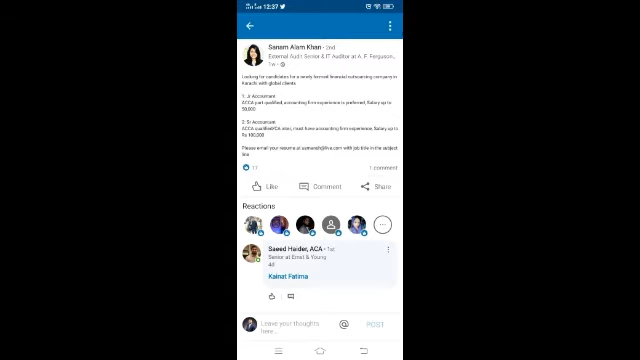 12:37
Sanam Alam Khan · 2nd
External Audit Senior & IT Auditor at A. F. Ferguson...
1w ·
Looking for candidates for a newly formed financial outsourcing company in
Karachi with global clients
1. Jr Accountant
ACCA part qualified, accounting firm experience is preferred, Salary up to
50,000
2. Sr Accountant
ACCA qualified/CA inter, must have accounting firm experience, Salary up to
Rs 100,000
Please email your resume at with job title in the subject
line
17
1 comment
Like
Comment
Share
Reactions
Saeed Haider, ACA · 1st
Senior at Ernst & Young
4d
Kainat Fatima
Leave your thoughts
here...
@
POST